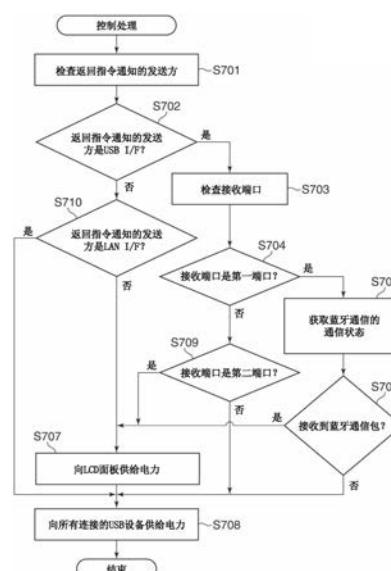 控制处理
检查返回指令通知的发送方
S701
S702
返回指令通知的发送
方是USB I/F?
是
否
检查接收端口
S703
S710
是
返回指令通知的发送
方是LAN I/F?
否
S704
接收端口是第一端口?
是
否
S70
获取蓝牙通信的
通信状态
S709
是
接收端口是第二端口?
否
S70
是
接收到蓝牙通信包?
否
S707
向LCD面板供给电力
向所有连接的USB设备供给电力
S708
结束